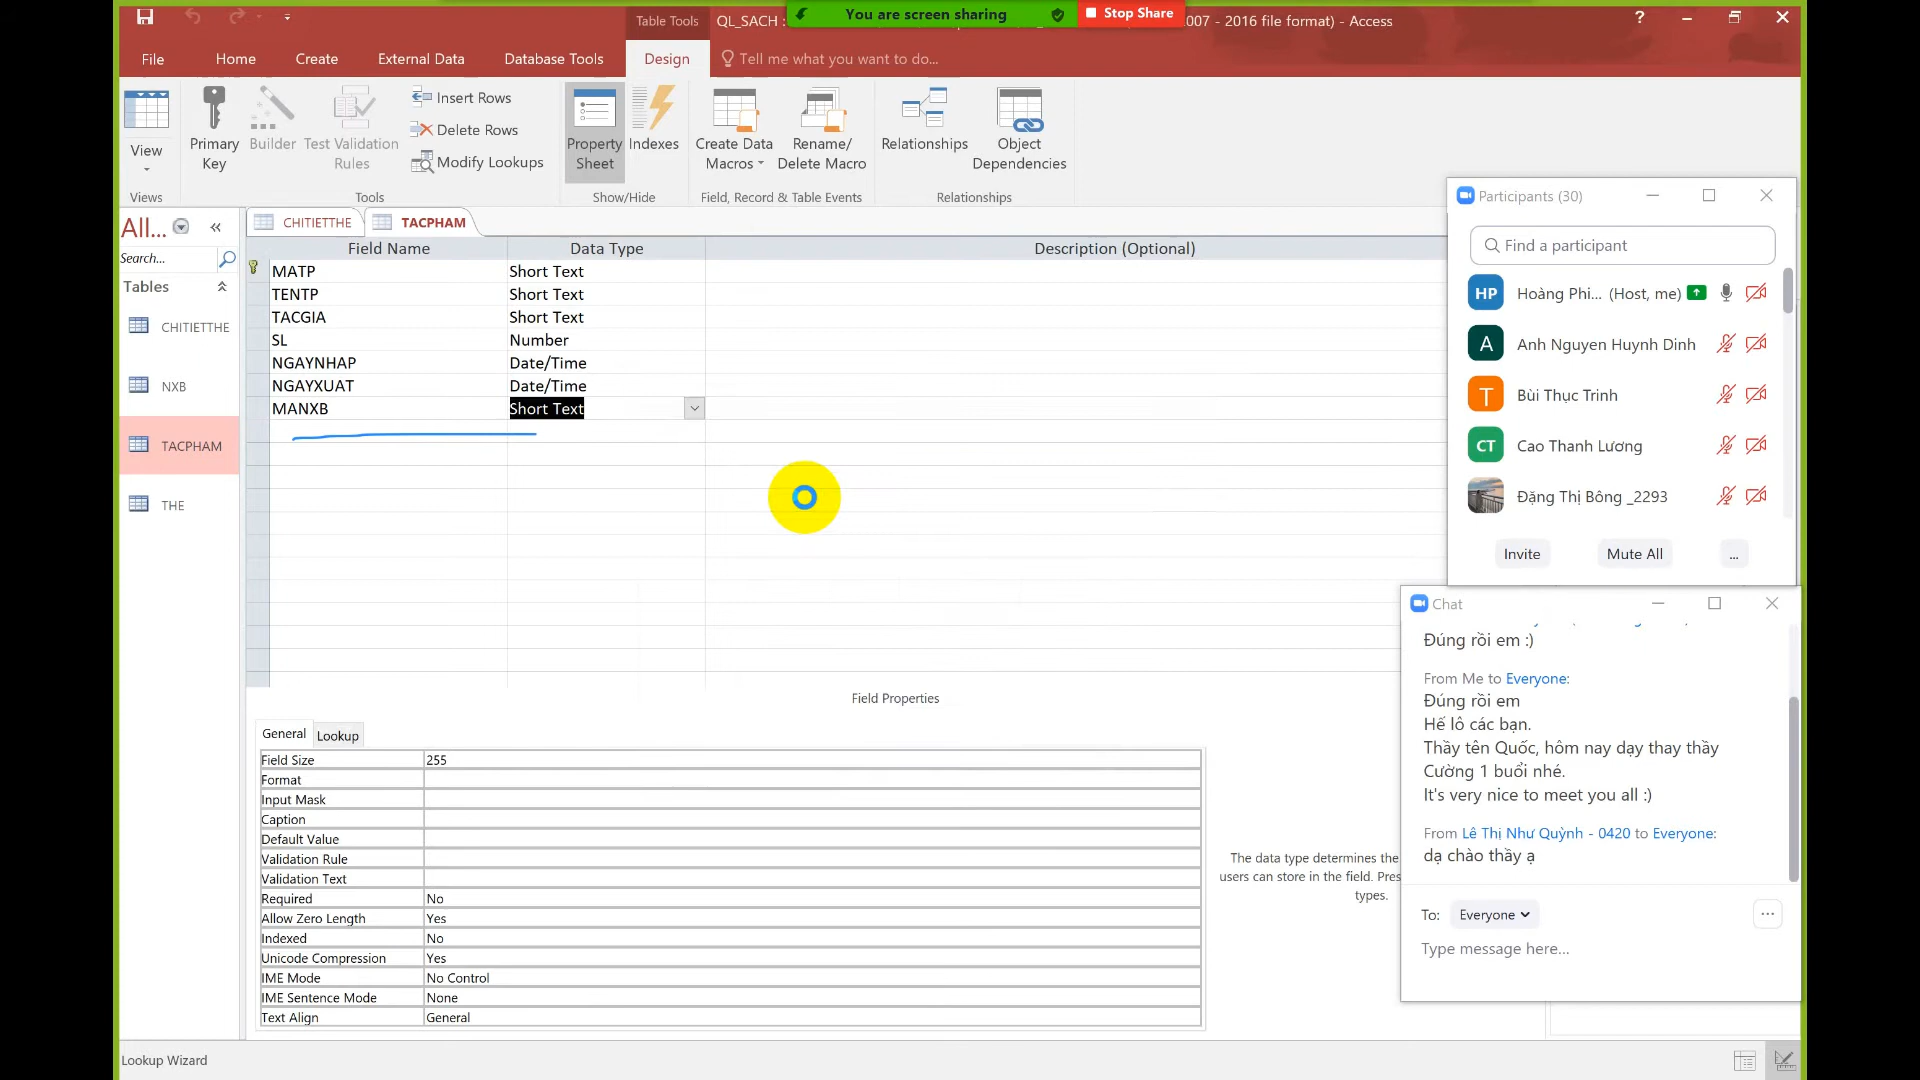 You are screen sharing
Stop Share
Table Tools
QL_SACH :
007 - 2016 file format) - Access
File
Home
Create
External Data
Database Tools
Design
Tell me what you want to do...
View
Primary Key
Builder
Test Validation Rules
Insert Rows
Delete Rows
Modify Lookups
Property Sheet
Indexes
Create Data Macros
Rename/ Delete Macro
Relationships
Object Dependencies
Views
Tools
Show/Hide
Field, Record & Table Events
Relationships
All...
Search...
Tables
CHITIETTHE
NXB
TACPHAM
THE
CHITIETTHE
TACPHAM
Field Name
Data Type
Description (Optional)
MATP
Short Text
TENTP
Short Text
TACGIA
Short Text
SL
Number
NGAYNHAP
Date/Time
NGAYXUAT
Date/Time
MANXB
Short Text
Field Properties
General
Lookup
Field Size
255
Format
Input Mask
Caption
Default Value
Validation Rule
Validation Text
Required
No
Allow Zero Length
Yes
Indexed
No
Unicode Compression
Yes
IME Mode
No Control
IME Sentence Mode
None
Text Align
General
The data type determines the
users can store in the field. Pres
types.
Lookup Wizard
Participants (30)
Find a participant
HP
Hoàng Phi... (Host, me)
A
Anh Nguyen Huynh Dinh
T
Bùi Thục Trinh
CT
Cao Thanh Lương
Đặng Thị Bông _2293
Invite
Mute All
...
Chat
Đúng rồi em :)
From Me to Everyone:
Đúng rồi em
Hế lô các bạn.
Thầy tên Quốc, hôm nay dạy thay thầy
Cường 1 buổi nhé.
It's very nice to meet you all :)
From Lê Thị Như Quỳnh - 0420 to Everyone:
dạ chào thầy ạ
To:
Everyone
Type message here...